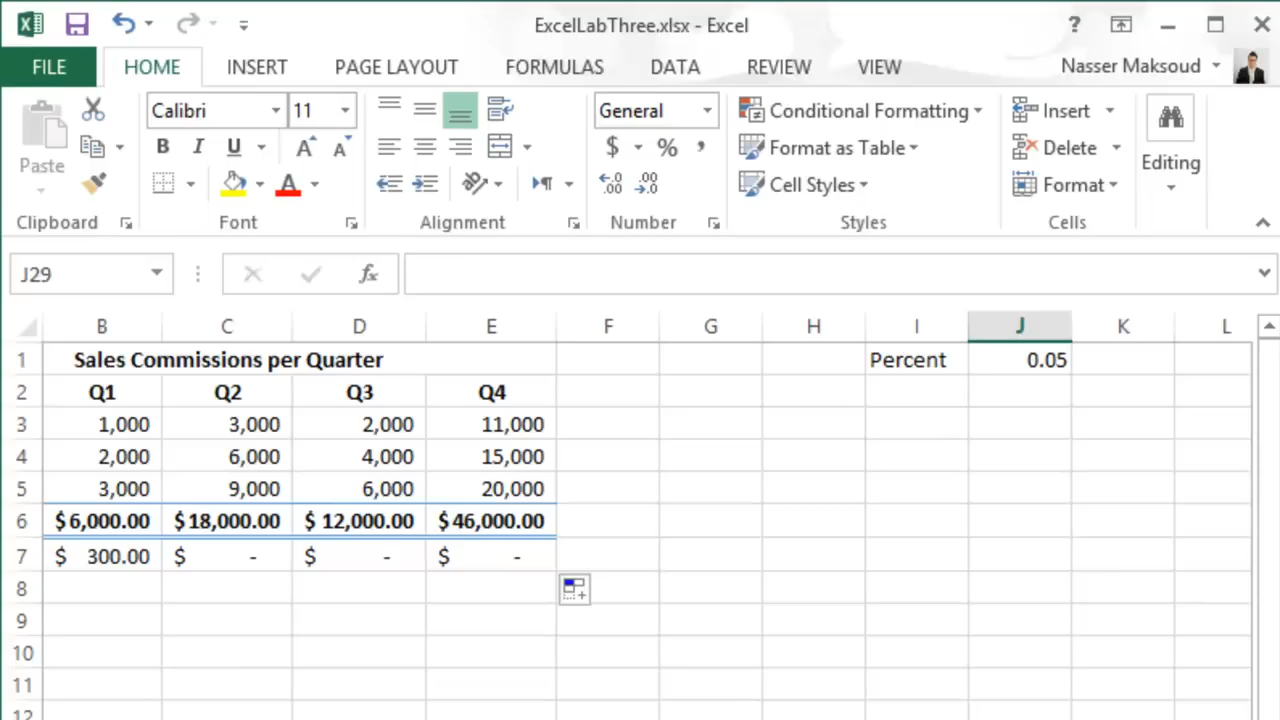 ExcelLabThree.xlsx - Excel
?
FILE HOME INSERT PAGE LAYOUT FORMULAS DATA REVIEW VIEW Nasser Maksoud
Calibri 11 General Conditional Formatting Insert
Paste B I U A A $ % , Format as Table Delete Editing
A ¶ .0 .00 .00 .0 Cell Styles Format
Clipboard Font Alignment Number Styles Cells
J29 fx
B C D E F G H I J K L
1 Sales Commissions per Quarter Percent 0.05
2 Q1 Q2 Q3 Q4
3 1,000 3,000 2,000 11,000
4 2,000 6,000 4,000 15,000
5 3,000 9,000 6,000 20,000
6 $6,000.00 $18,000.00 $ 12,000.00 $46,000.00
7 $ 300.00 $ - $ - $ -
8
9
10
11
12